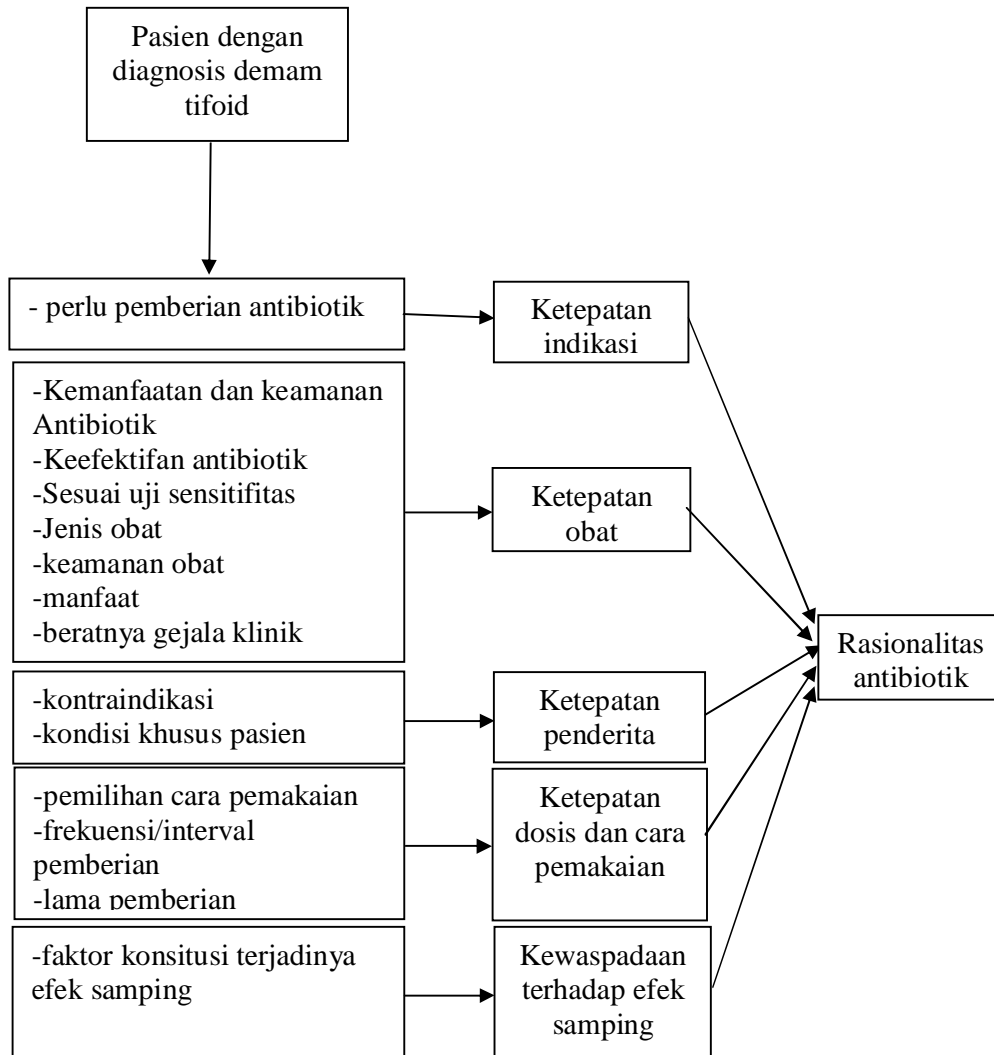 Pasien dengan
diagnosis demam
tifoid
- perlu pemberian antibiotik
Ketepatan
indikasi
-Kemanfaatan dan keamanan
Antibiotik
-Keefektifan antibiotik
-Sesuai uji sensitifitas
-Jenis obat
-keamanan obat
-manfaat
-beratnya gejala klinik
Ketepatan
obat
Rasionalitas
antibiotik
-kontraindikasi
-kondisi khusus pasien
Ketepatan
penderita
-pemilihan cara pemakaian
-frekuensi/interval
pemberian
-lama pemberian
Ketepatan
dosis dan cara
pemakaian
-faktor konsitusi terjadinya
efek samping
Kewaspadaan
terhadap efek
samping